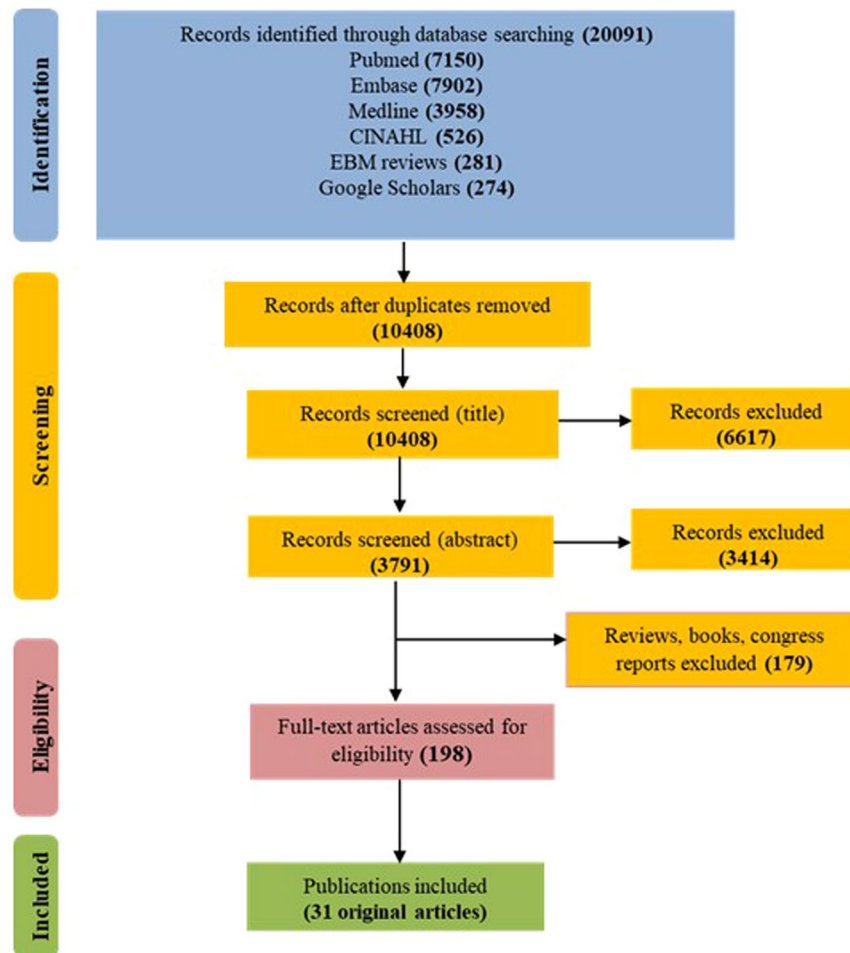 Identification
Records identified through database searching (20091)
Pubmed (7150)
Embase (7902)
Medline (3958)
CINAHL (526)
EBM reviews (281)
Google Scholars (274)
Screening
Records after duplicates removed
(10408)
Records screened (title)
(10408)
Records excluded
(6617)
Records screened (abstract)
(3791)
Records excluded
(3414)
Reviews, books, congress
reports excluded (179)
Eligibility
Full-text articles assessed for
eligibility (198)
Included
Publications included
(31 original articles)